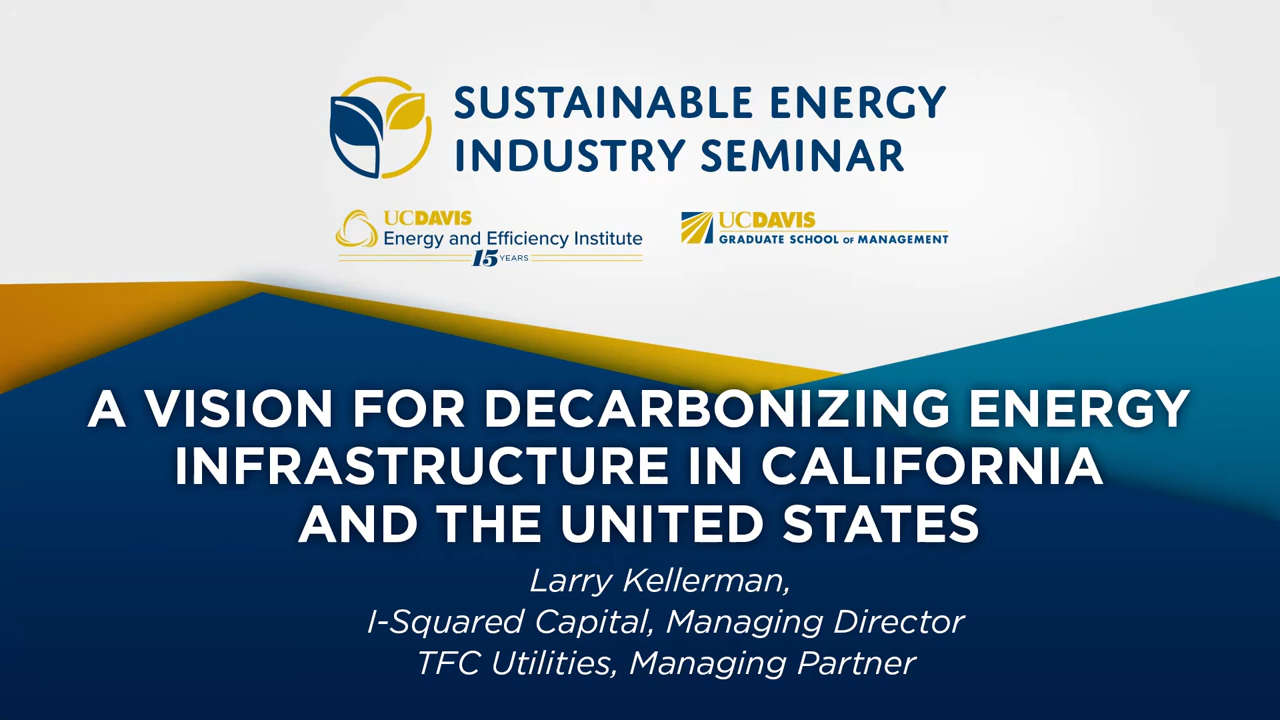 SUSTAINABLE ENERGY
INDUSTRY SEMINAR
UCDAVIS
Energy and Efficiency Institute
15 YEARS
UCDAVIS
GRADUATE SCHOOL OF MANAGEMENT
A VISION FOR DECARBONIZING ENERGY
INFRASTRUCTURE IN CALIFORNIA
AND THE UNITED STATES
Larry Kellerman,
I-Squared Capital, Managing Director
TFC Utilities, Managing Partner